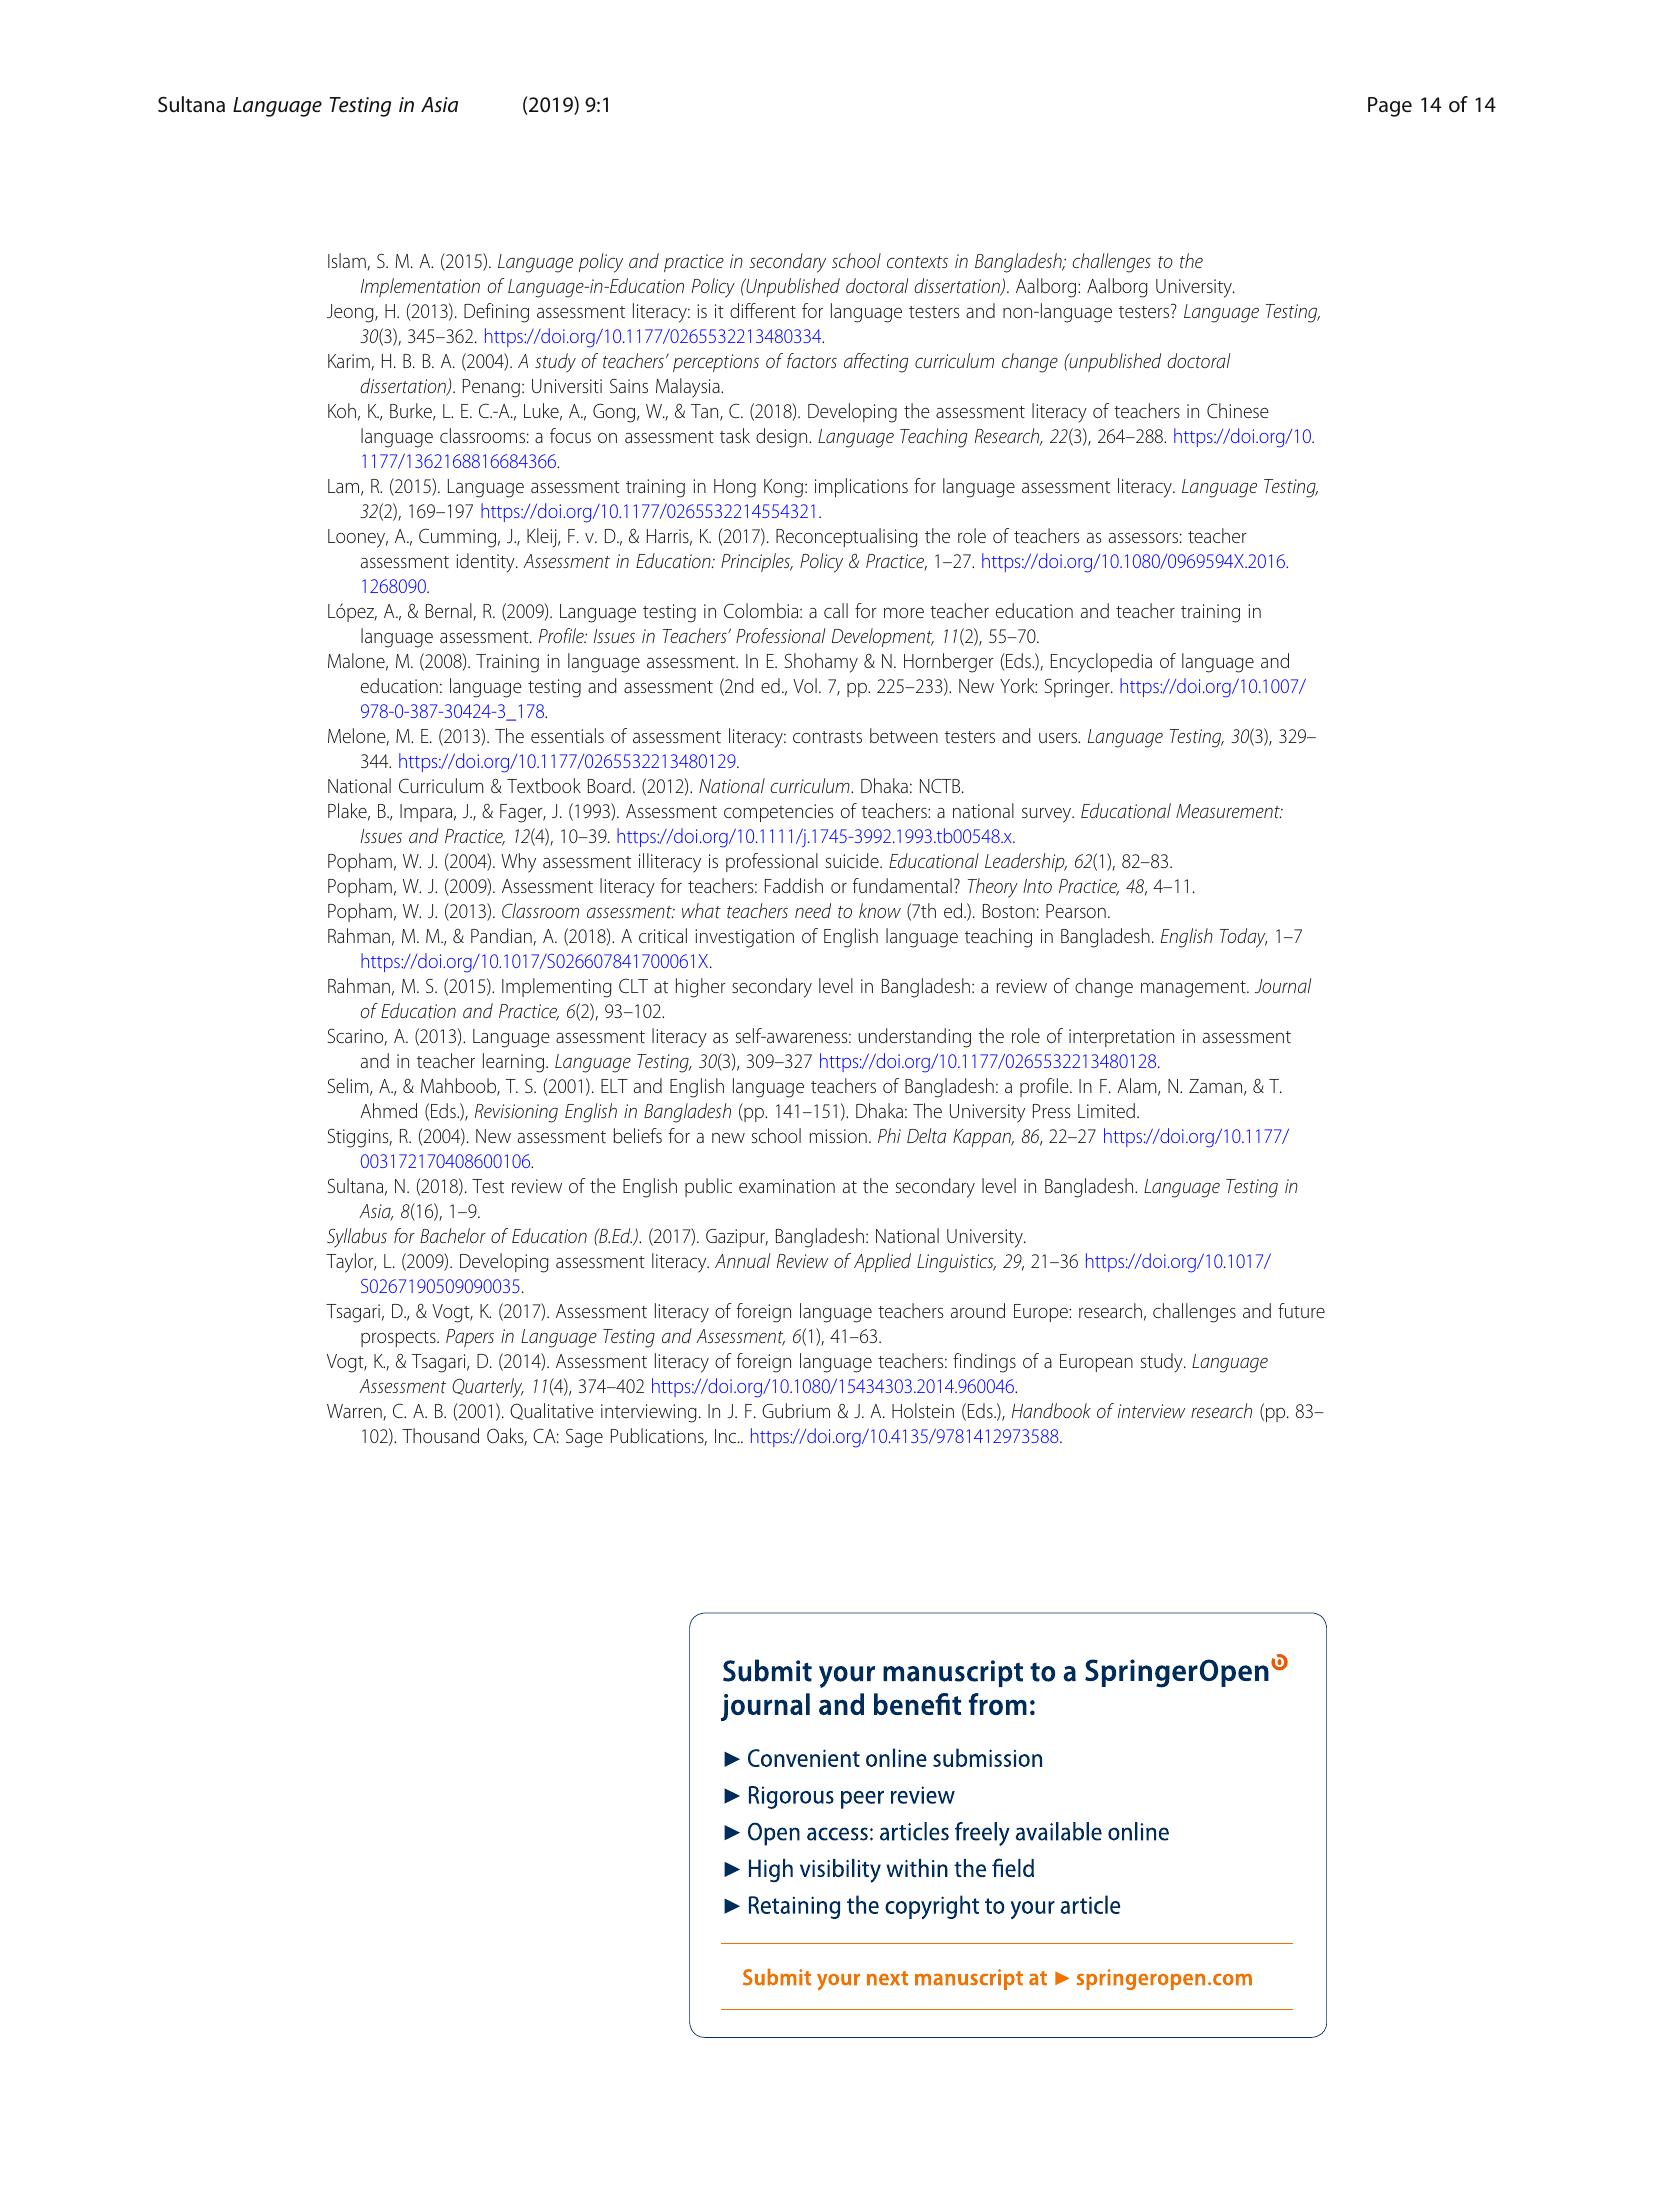 Sultana Language Testing in Asia (2019) 9:1 Page 14 of 14
Islam, S. M. A. (2015). Language policy and practice in secondary school contexts in Bangladesh; challenges to the
Implementation of Language-in-Education Policy (Unpublished doctoral dissertation). Aalborg: Aalborg University.
Jeong, H. (2013). Defining assessment literacy: is it different for language testers and non-language testers? Language Testing,
30(3), 345–362. https://doi.org/10.1177/0265532213480334.
Karim, H. B. B. A. (2004). A study of teachers’ perceptions of factors affecting curriculum change (unpublished doctoral
dissertation). Penang: Universiti Sains Malaysia.
Koh, K., Burke, L. E. C.-A., Luke, A., Gong, W., & Tan, C. (2018). Developing the assessment literacy of teachers in Chinese
language classrooms: a focus on assessment task design. Language Teaching Research, 22(3), 264–288. https://doi.org/10.
1177/1362168816684366.
Lam, R. (2015). Language assessment training in Hong Kong: implications for language assessment literacy. Language Testing,
32(2), 169–197 https://doi.org/10.1177/0265532214554321.
Looney, A., Cumming, J., Kleij, F. v. D., & Harris, K. (2017). Reconceptualising the role of teachers as assessors: teacher
assessment identity. Assessment in Education: Principles, Policy & Practice, 1–27. https://doi.org/10.1080/0969594X.2016.
1268090.
López, A., & Bernal, R. (2009). Language testing in Colombia: a call for more teacher education and teacher training in
language assessment. Profile: Issues in Teachers’ Professional Development, 11(2), 55–70.
Malone, M. (2008). Training in language assessment. In E. Shohamy & N. Hornberger (Eds.), Encyclopedia of language and
education: language testing and assessment (2nd ed., Vol. 7, pp. 225–233). New York: Springer. https://doi.org/10.1007/
978-0-387-30424-3_178.
Melone, M. E. (2013). The essentials of assessment literacy: contrasts between testers and users. Language Testing, 30(3), 329–
344. https://doi.org/10.1177/0265532213480129.
National Curriculum & Textbook Board. (2012). National curriculum. Dhaka: NCTB.
Plake, B., Impara, J., & Fager, J. (1993). Assessment competencies of teachers: a national survey. Educational Measurement:
Issues and Practice, 12(4), 10–39. https://doi.org/10.1111/j.1745-3992.1993.tb00548.x.
Popham, W. J. (2004). Why assessment illiteracy is professional suicide. Educational Leadership, 62(1), 82–83.
Popham, W. J. (2009). Assessment literacy for teachers: Faddish or fundamental? Theory Into Practice, 48, 4–11.
Popham, W. J. (2013). Classroom assessment: what teachers need to know (7th ed.). Boston: Pearson.
Rahman, M. M., & Pandian, A. (2018). A critical investigation of English language teaching in Bangladesh. English Today, 1–7
https://doi.org/10.1017/S026607841700061X.
Rahman, M. S. (2015). Implementing CLT at higher secondary level in Bangladesh: a review of change management. Journal
of Education and Practice, 6(2), 93–102.
Scarino, A. (2013). Language assessment literacy as self-awareness: understanding the role of interpretation in assessment
and in teacher learning. Language Testing, 30(3), 309–327 https://doi.org/10.1177/0265532213480128.
Selim, A., & Mahboob, T. S. (2001). ELT and English language teachers of Bangladesh: a profile. In F. Alam, N. Zaman, & T.
Ahmed (Eds.), Revisioning English in Bangladesh (pp. 141–151). Dhaka: The University Press Limited.
Stiggins, R. (2004). New assessment beliefs for a new school mission. Phi Delta Kappan, 86, 22–27 https://doi.org/10.1177/
003172170408600106.
Sultana, N. (2018). Test review of the English public examination at the secondary level in Bangladesh. Language Testing in
Asia, 8(16), 1–9.
Syllabus for Bachelor of Education (B.Ed.). (2017). Gazipur, Bangladesh: National University.
Taylor, L. (2009). Developing assessment literacy. Annual Review of Applied Linguistics, 29, 21–36 https://doi.org/10.1017/
S0267190509090035.
Tsagari, D., & Vogt, K. (2017). Assessment literacy of foreign language teachers around Europe: research, challenges and future
prospects. Papers in Language Testing and Assessment, 6(1), 41–63.
Vogt, K., & Tsagari, D. (2014). Assessment literacy of foreign language teachers: findings of a European study. Language
Assessment Quarterly, 11(4), 374–402 https://doi.org/10.1080/15434303.2014.960046.
Warren, C. A. B. (2001). Qualitative interviewing. In J. F. Gubrium & J. A. Holstein (Eds.), Handbook of interview research (pp. 83–
102). Thousand Oaks, CA: Sage Publications, Inc.. https://doi.org/10.4135/9781412973588.
Submit your manuscript to a SpringerOpen
journal and benefit from:
► Convenient online submission
► Rigorous peer review
► Open access: articles freely available online
► High visibility within the field
► Retaining the copyright to your article
Submit your next manuscript at ► springeropen.com